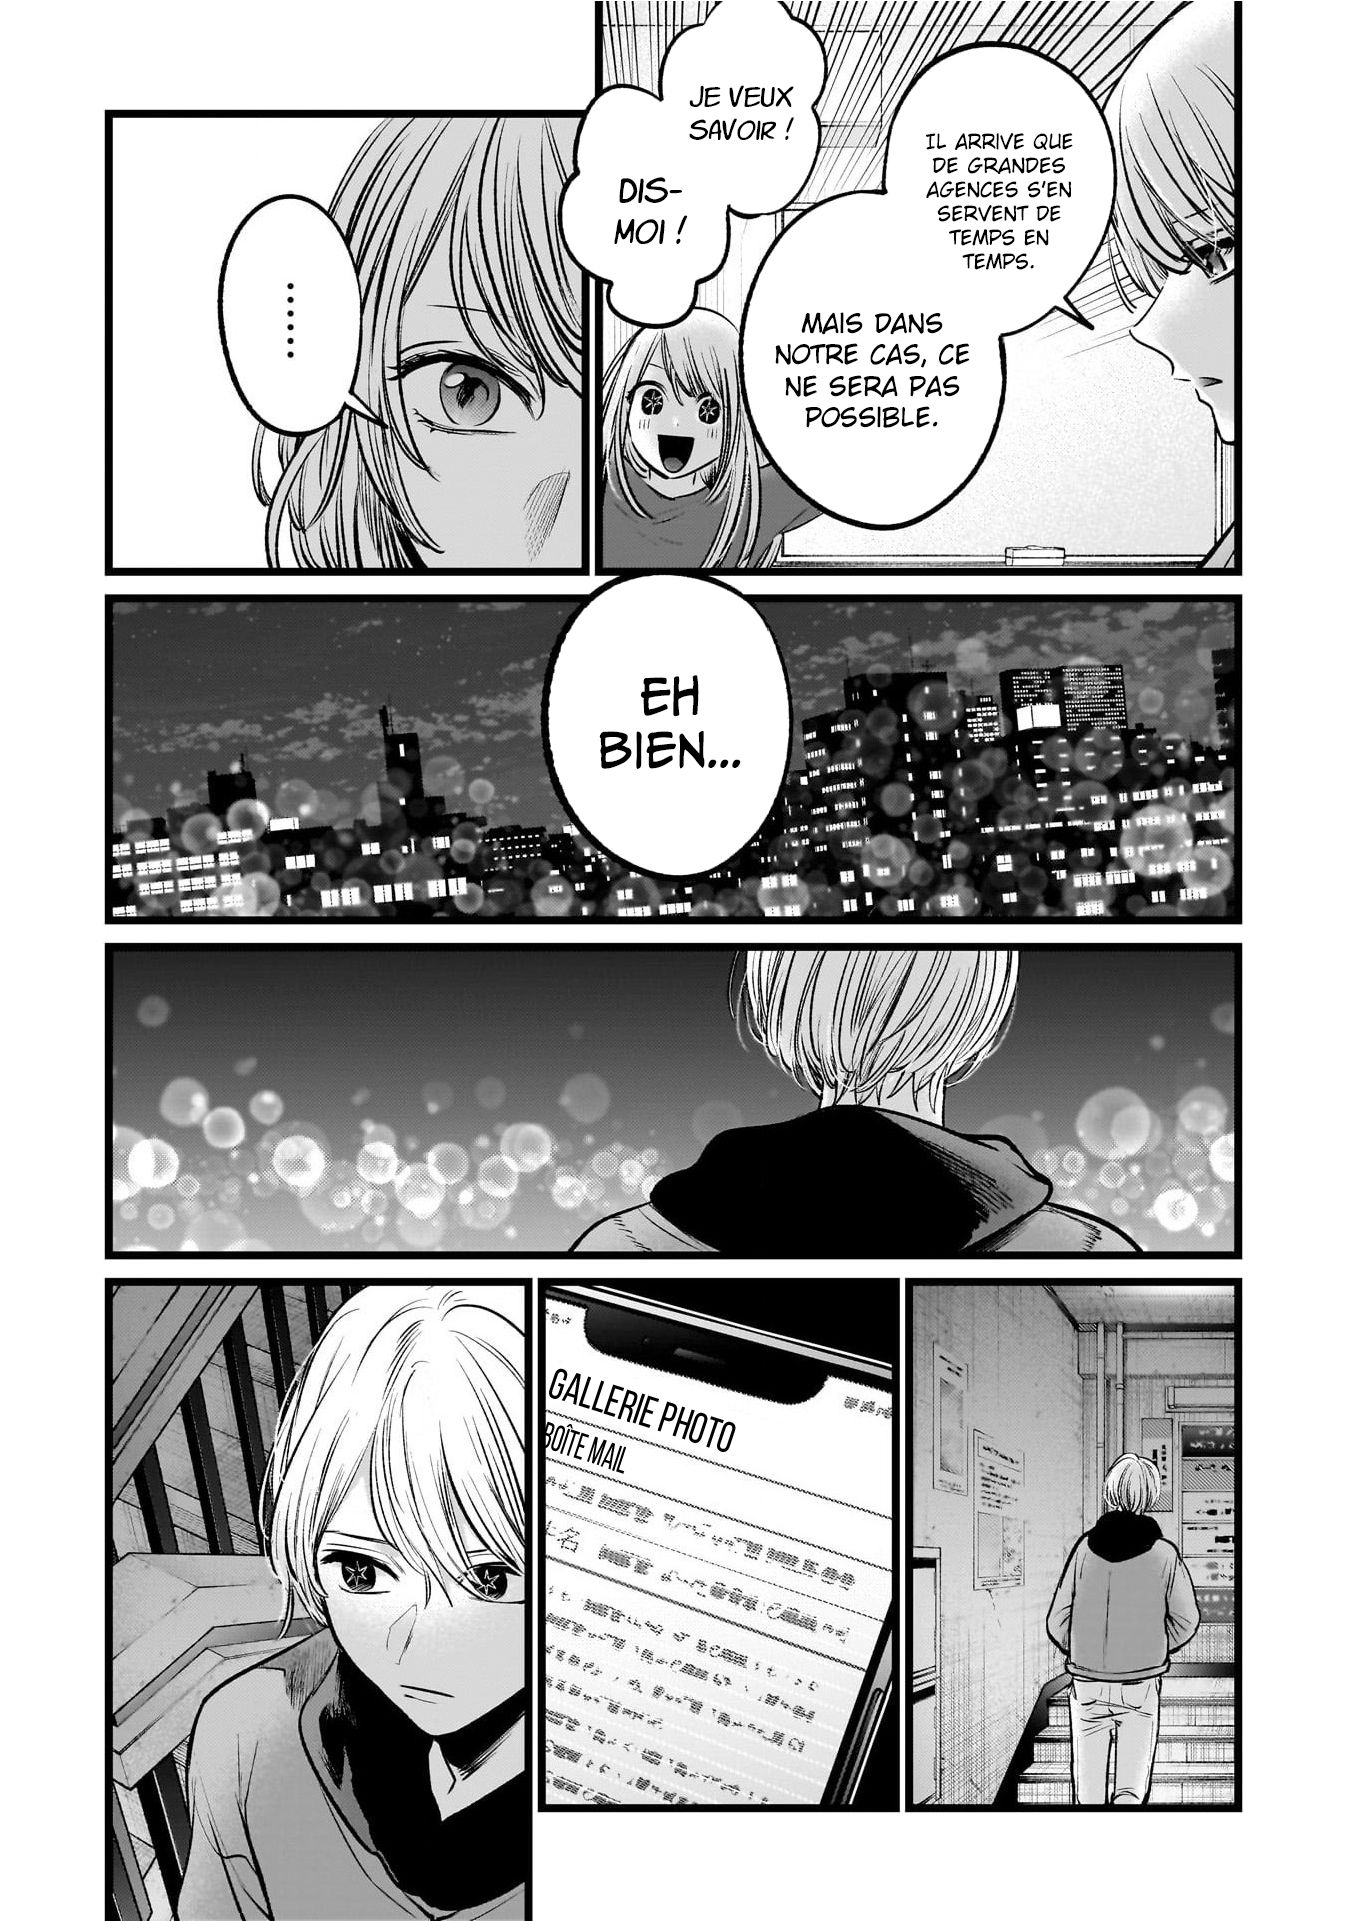 IL ARRIVE QUE
DE GRANDES
AGENCES S'EN
SERVENT DE
TEMPS EN
TEMPS.
MAIS DANS
NOTRE CAS, CE
NE SERA PAS
POSSIBLE.
JE VEUX
SAVOIR !
DIS-
MOI !
........
EH
BIEN...
GALLERIE PHOTO
BOÎTE MAIL
名